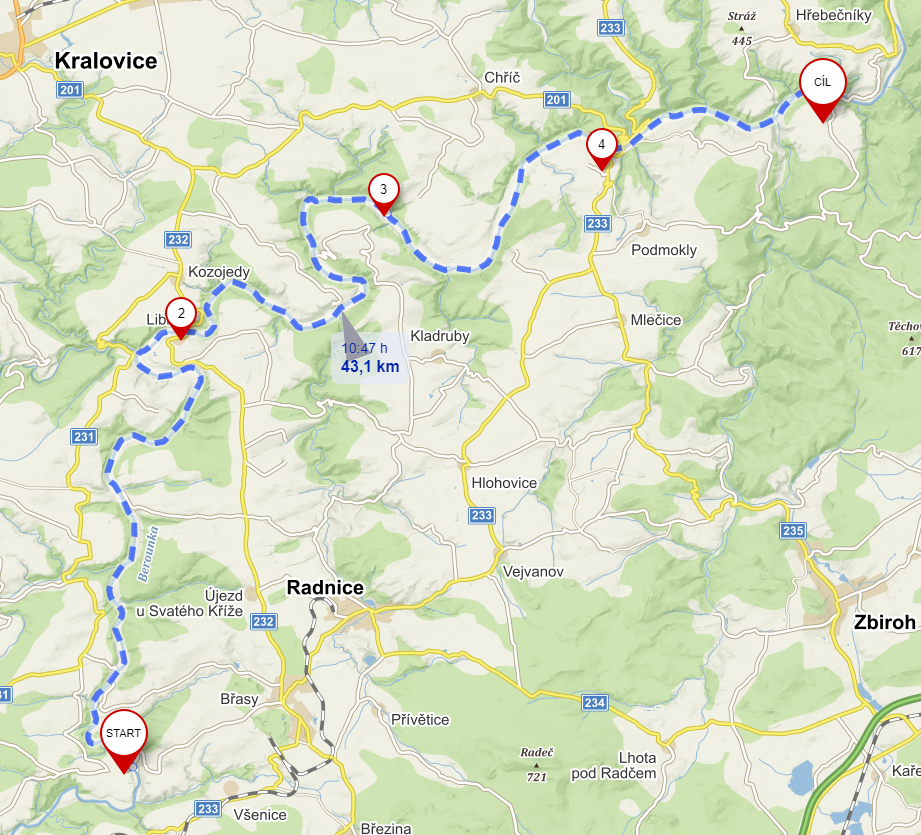 Stráž
445
Hřebečníky
233
Kralovice
Chříč
201
201
CÍL
4
3
233
232
Podmokly
Kozojedy
Lib
2
Mlečice
Těchov
617
Kladruby
10:47 h
43,1 km
231
Hlohovice
233
235
Berounka
Vejvanov
Radnice
Újezd
u Svatého Kříže
232
Zbiroh
Břasy
234
START
Přívětice
Radeč
721
Lhota
pod Radčem
Kaře
233
Všenice
Březina